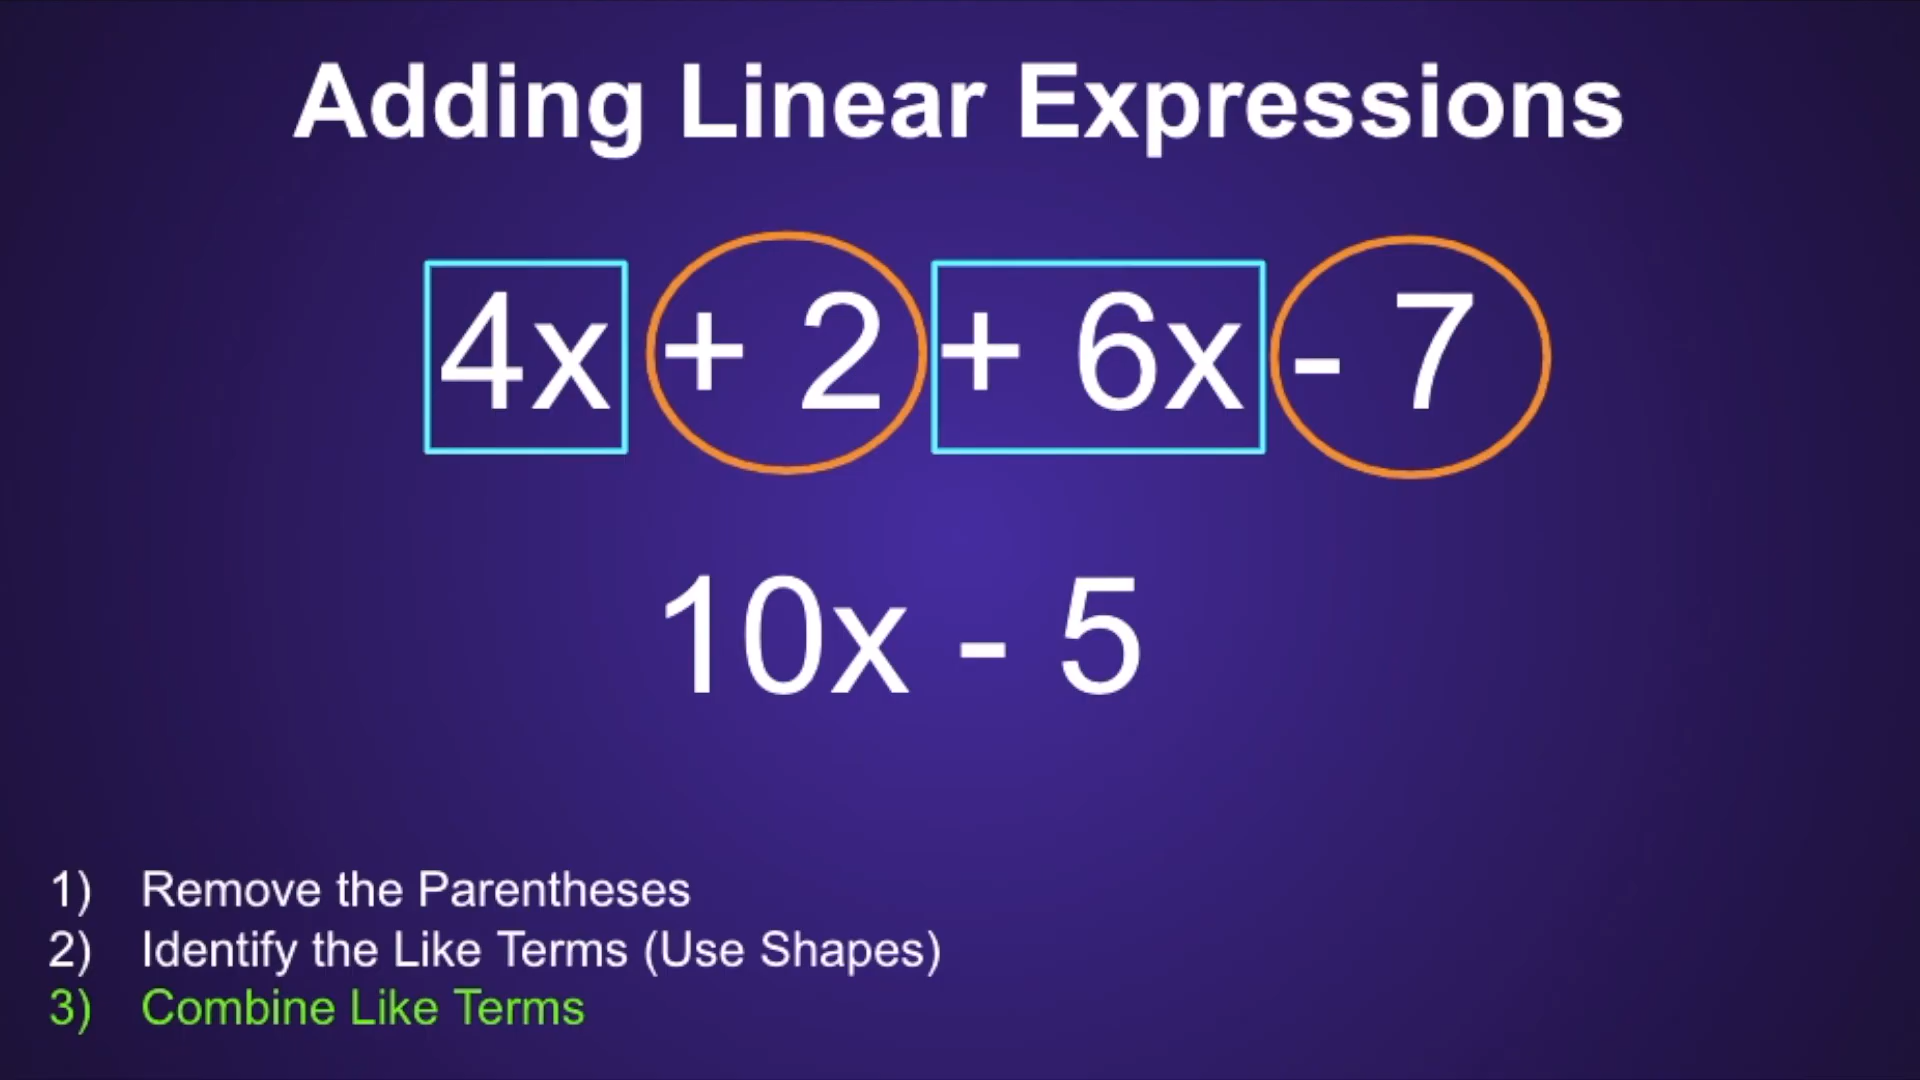 Adding Linear Expressions
4x + 2 + 6x - 7
10x - 5
1) Remove the Parentheses
2) Identify the Like Terms (Use Shapes)
3) Combine Like Terms